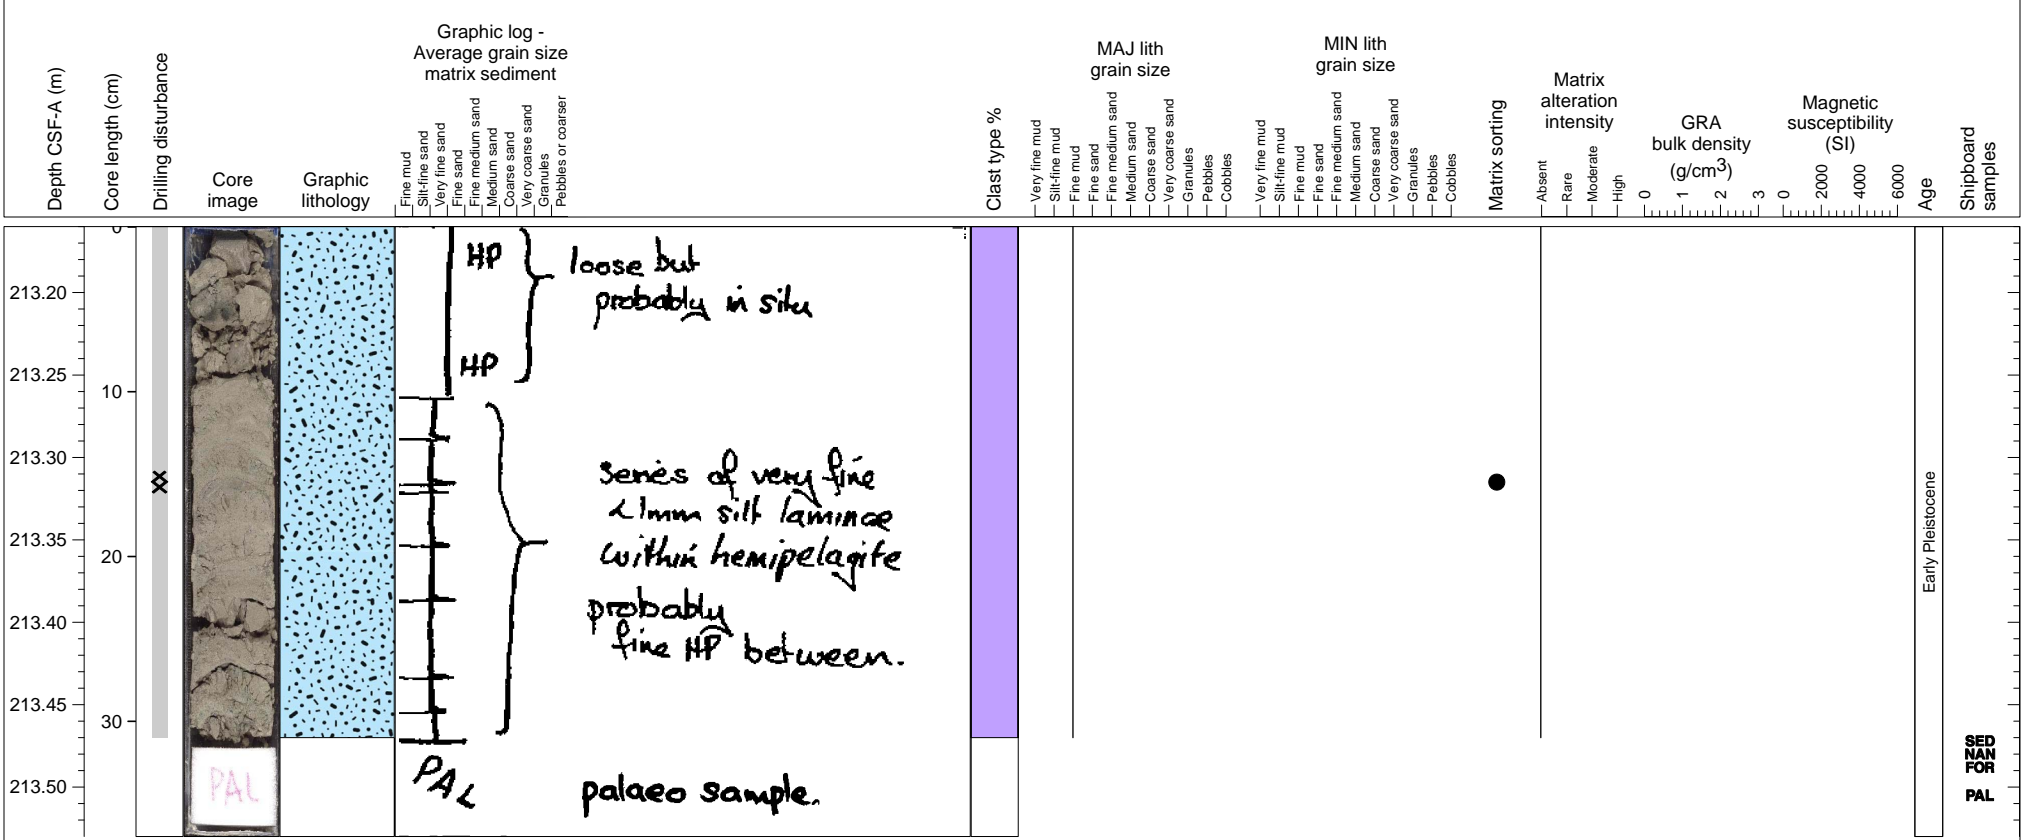 Depth CSF-A (m)
Core length (cm)
Drilling disturbance
Core
image
Graphic
lithology
Graphic log -
Average grain size
matrix sediment
Fine mud
Silt-fine sand
Very fine sand
Fine sand
Fine medium sand
Medium sand
Coarse sand
Very coarse sand
Granules
Pebbles or coarser
Clast type %
MAJ lith
grain size
Very fine mud
Silt-fine mud
Fine mud
Fine sand
Fine medium sand
Medium sand
Coarse sand
Very coarse sand
Granules
Pebbles
Cobbles
MIN lith
grain size
Very fine mud
Silt-fine mud
Fine mud
Fine sand
Fine medium sand
Medium sand
Coarse sand
Very coarse sand
Granules
Pebbles
Cobbles
Matrix sorting
Matrix
alteration
intensity
Absent
Rare
Moderate
High
GRA
bulk density
(g/cm3)
0 1 2 3
Magnetic
susceptibility
(SI)
0 2000 4000 6000
Age
Shipboard
samples
213.20
213.25
213.30
213.35
213.40
213.45
213.50
0
10
20
30
PAL
HP
HP
loose but
probably in situ
series of very fine
<1mm silt laminae
within hemipelagite
probably
fine HP between.
PAL
palaeo sample.
Early Pleistocene
SED
NAN
FOR
PAL